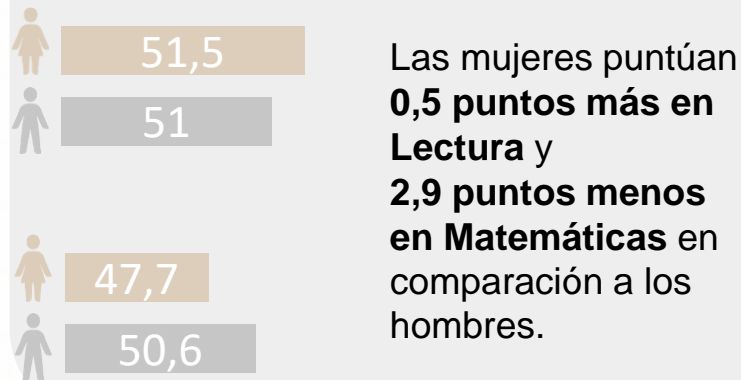 51,5
51
47,7
50,6
Las mujeres puntúan
0,5 puntos más en
Lectura y
2,9 puntos menos
en Matemáticas en
comparación a los
hombres.